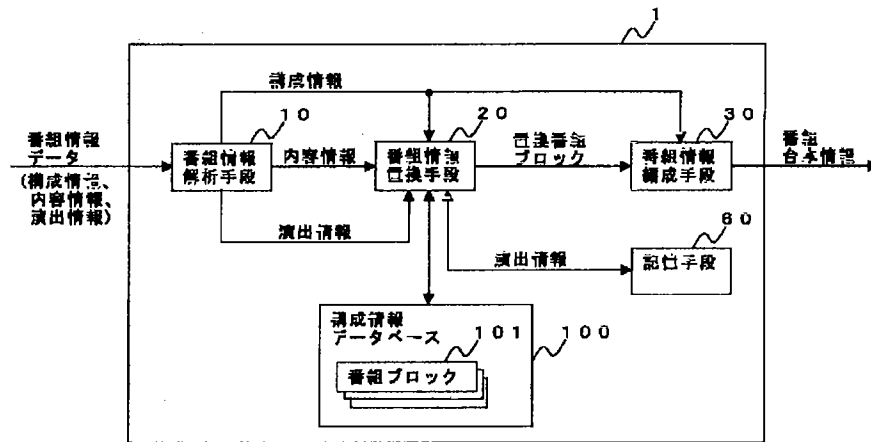 1
構成情報
10
20
30
番組情報
データ
(構成情報、
内容情報、
演出情報)
番組情報
解析手段
内容情報
番組情報
置換手段
置換番組
ブロック
番組情報
編成手段
番組
台本情報
演出情報
演出情報
60
記憶手段
構成情報
データベース
100
101
番組ブロック